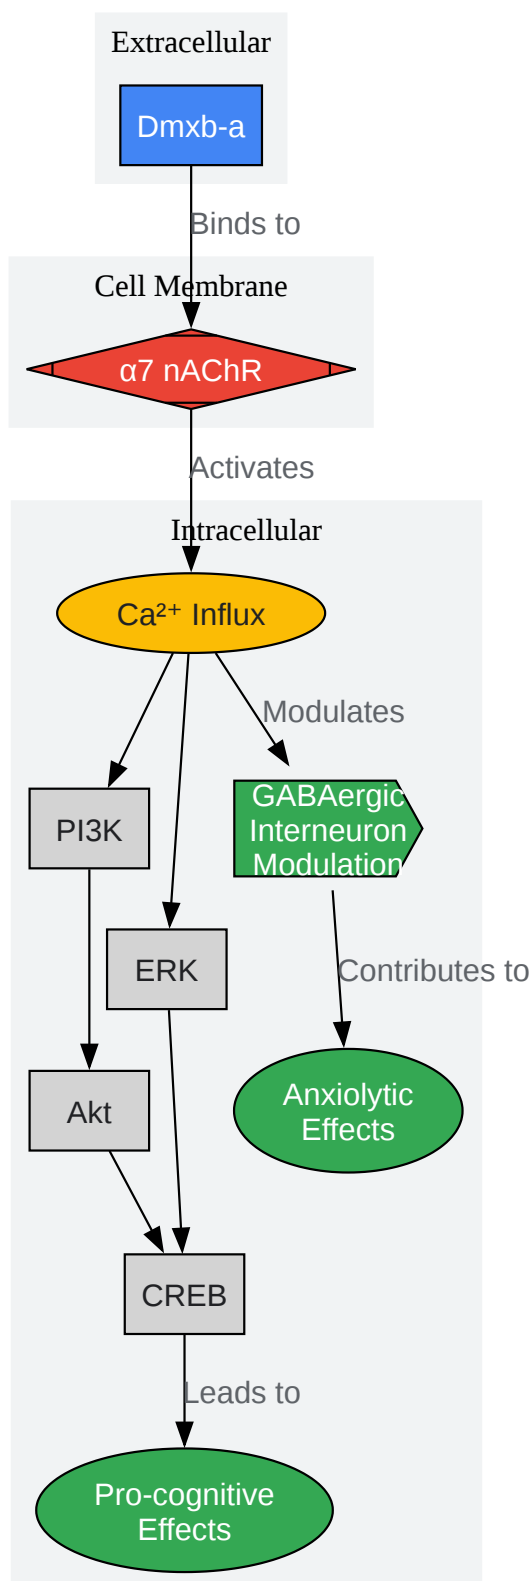 Extracellular
Dmxb-a
Binds to
Cell Membrane
α7 nAChR
Activates
Intracellular
Ca²⁺ Influx
Modulates
PI3K
GABAergic
Interneuron
Modulation
ERK
Contributes to
Akt
Anxiolytic
Effects
CREB
Leads to
Pro-cognitive
Effects